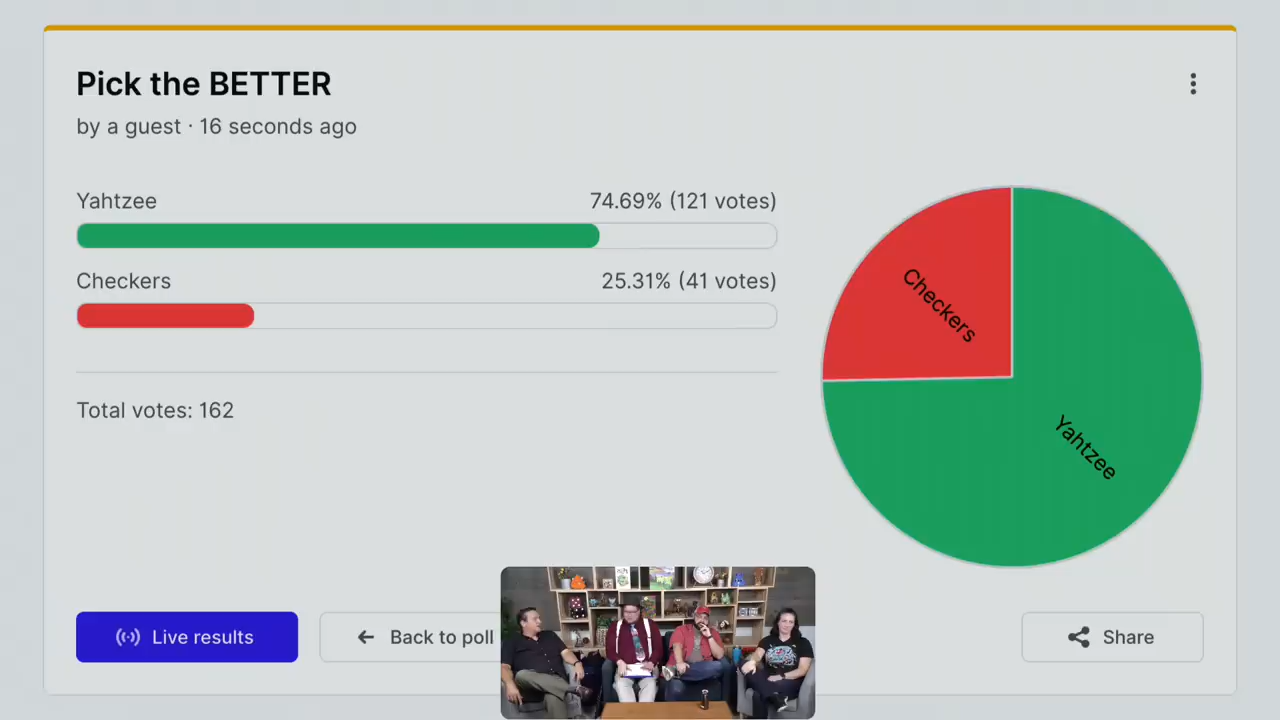 Pick the BETTER
by a guest · 16 seconds ago
Yahtzee 74.69% (121 votes)
Checkers 25.31% (41 votes)
Total votes: 162
Checkers
Yahtzee
Live results
Back to poll
Share